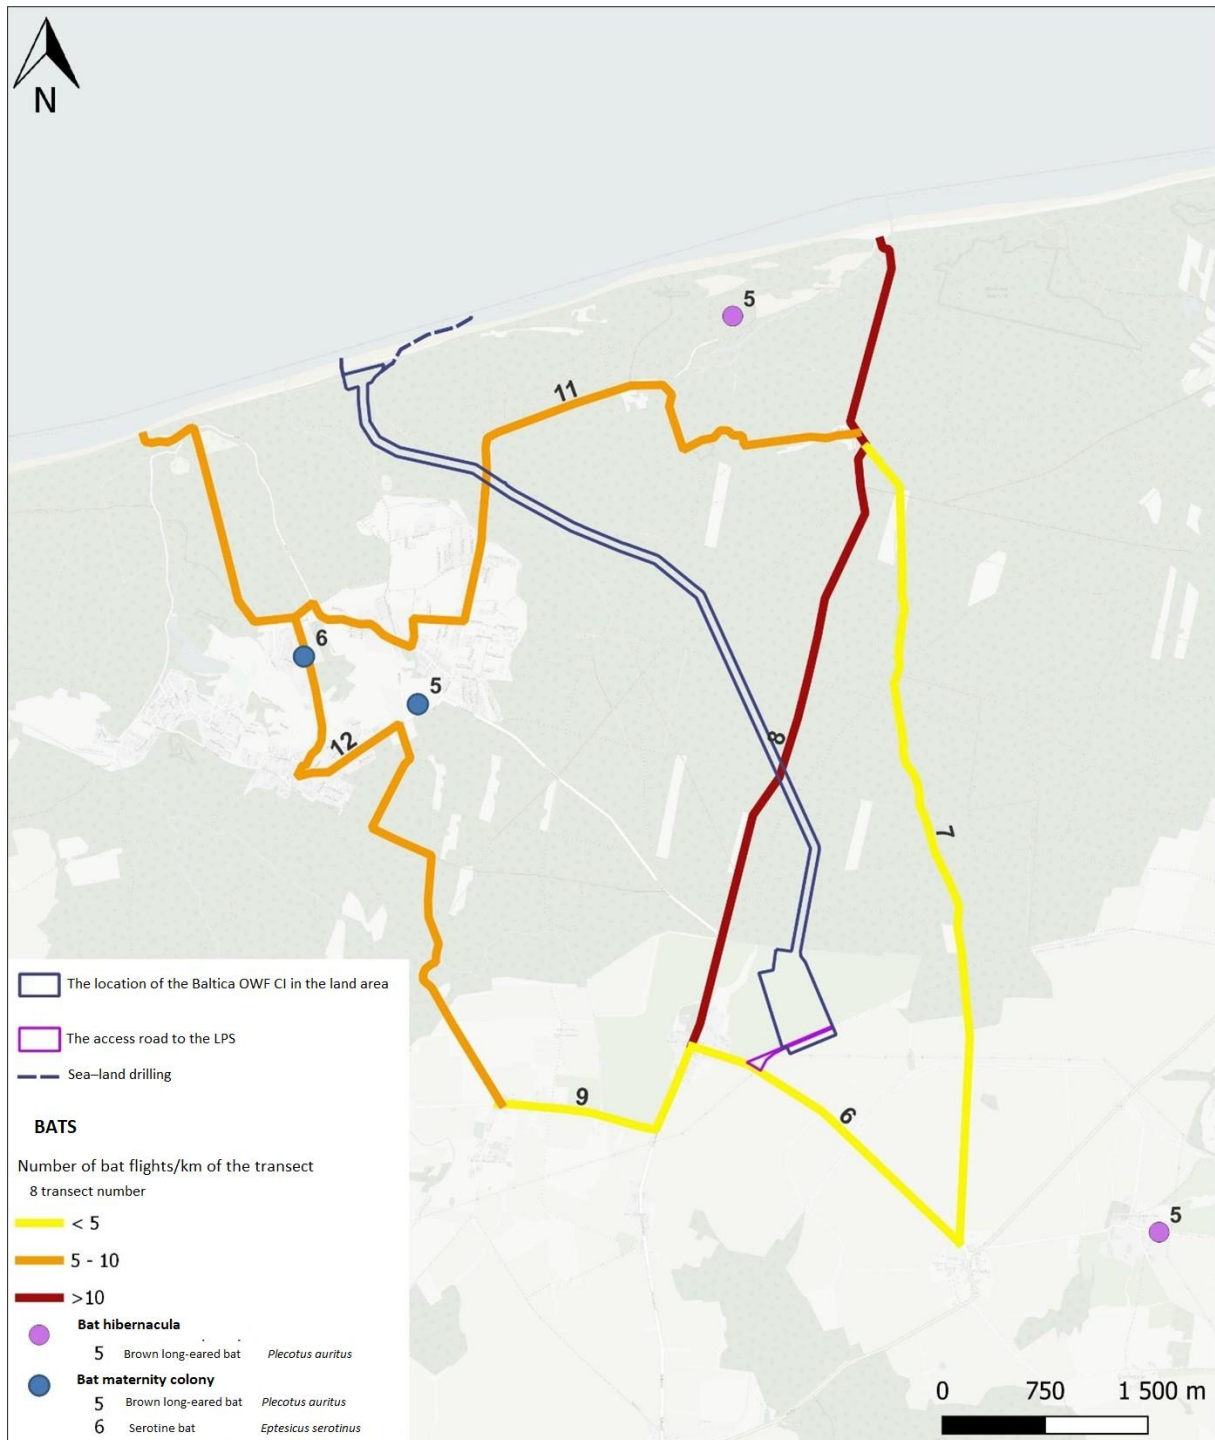 N
5
11
6
5
12
8
7
9
6
5
The location of the Baltica OWF CI in the land area
The access road to the LPS
Sea–land drilling
BATS
Number of bat flights/km of the transect
8 transect number
< 5
5 - 10
>10
Bat hibernacula
5 Brown long-eared bat Plecotus auritus
Bat maternity colony
5 Brown long-eared bat Plecotus auritus
6 Serotine bat Eptesicus serotinus
0 750 1 500 m